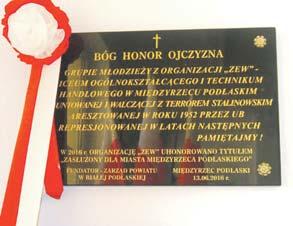 BÓG HONOR OJCZYZNA
GRUPIE MŁODZIEŻY Z ORGANIZACJI „ZEW" -
LICEUM OGÓLNOKSZTAŁCĄCEGO I TECHNIKUM
HANDLOWEGO W MIĘDZYRZECU PODLASKIM
BUNTOWANEJ I WALCZĄCEJ Z TERROREM STALINOWSKIM
ARESZTOWANEJ W ROKU 1952 PRZEZ UB
REPRESJONOWANEJ W LATACH NASTĘPNYCH
PAMIĘTAJMY!
W 2016 r. ORGANIZACJĘ „ZEW" UHONOROWANO TYTUŁEM
„ZASŁUŻONY DLA MIASTA MIĘDZYRZECA PODLASKIEGO"
FUNDATOR - ZARZĄD POWIATU
W BIAŁEJ PODLASKIEJ
MIĘDZYRZEC PODLASKI
13.06.2016 r.